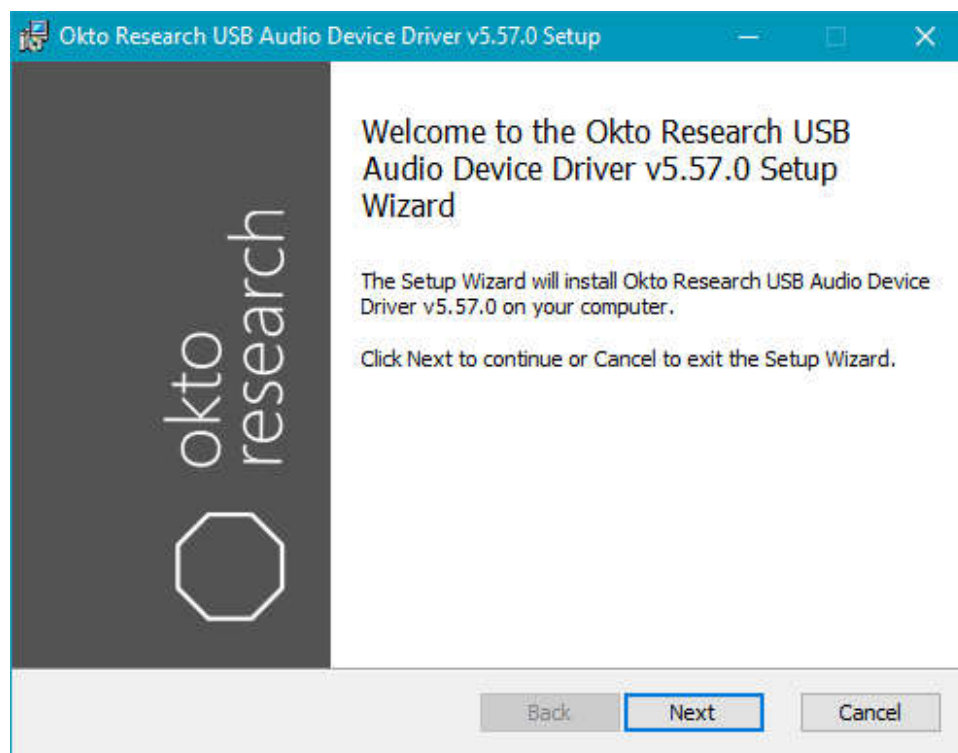 Okto Research USB Audio Device Driver v5.57.0 Setup
okto
research
Welcome to the Okto Research USB
Audio Device Driver v5.57.0 Setup
Wizard
The Setup Wizard will install Okto Research USB Audio Device
Driver v5.57.0 on your computer.
Click Next to continue or Cancel to exit the Setup Wizard.
Back
Next
Cancel